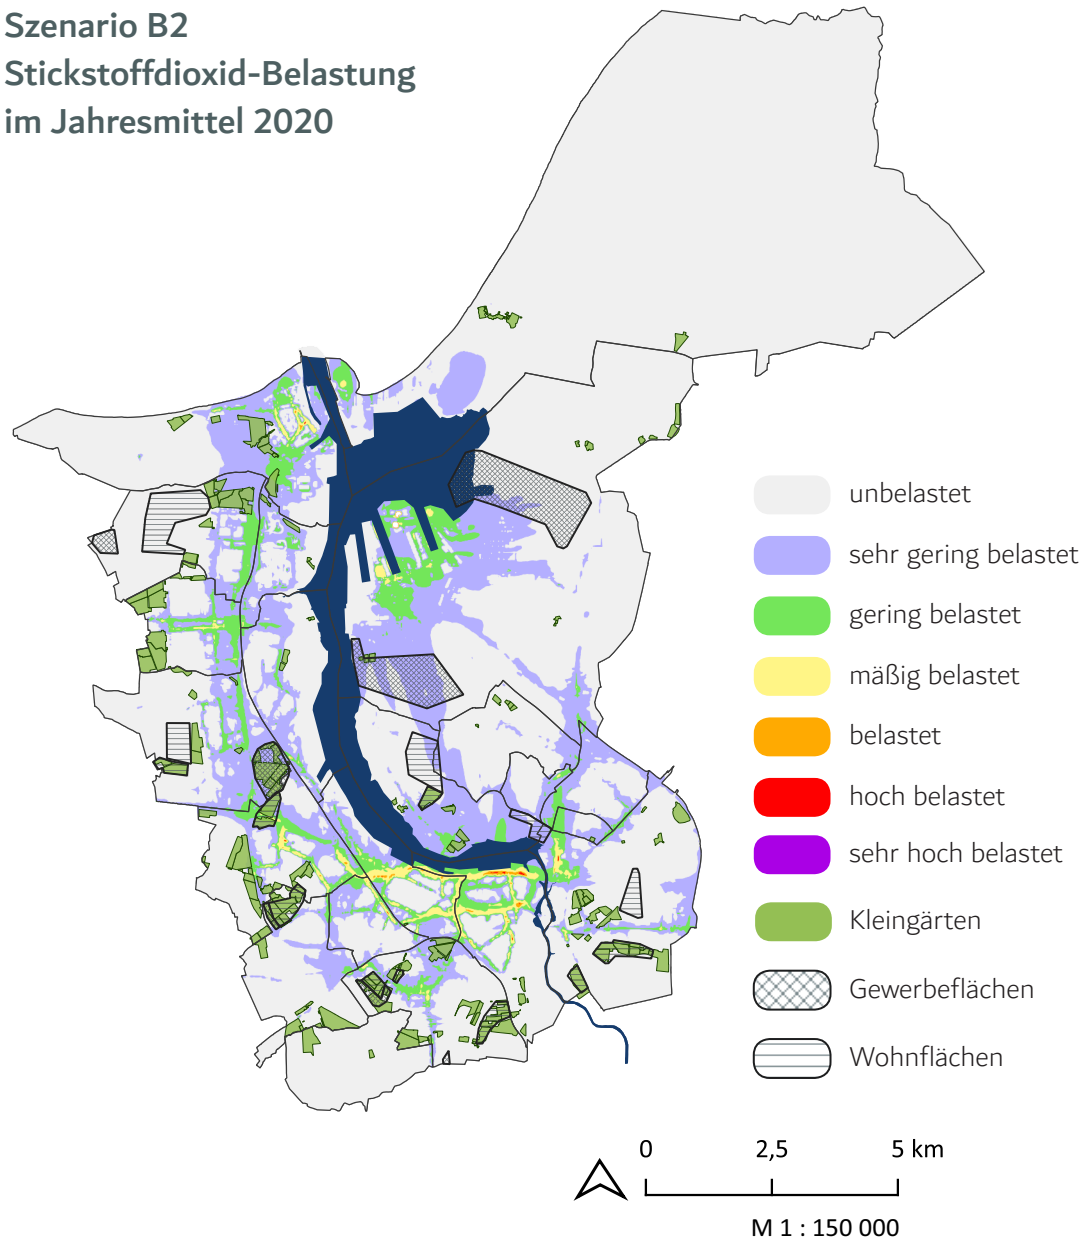 Szenario B2
Stickstoffdioxid-Belastung
im Jahresmittel 2020
unbelastet
sehr gering belastet
gering belastet
mäßig belastet
belastet
hoch belastet
sehr hoch belastet
Kleingärten
Gewerbeflächen
Wohnflächen
0 2,5 5 km
M 1 : 150 000